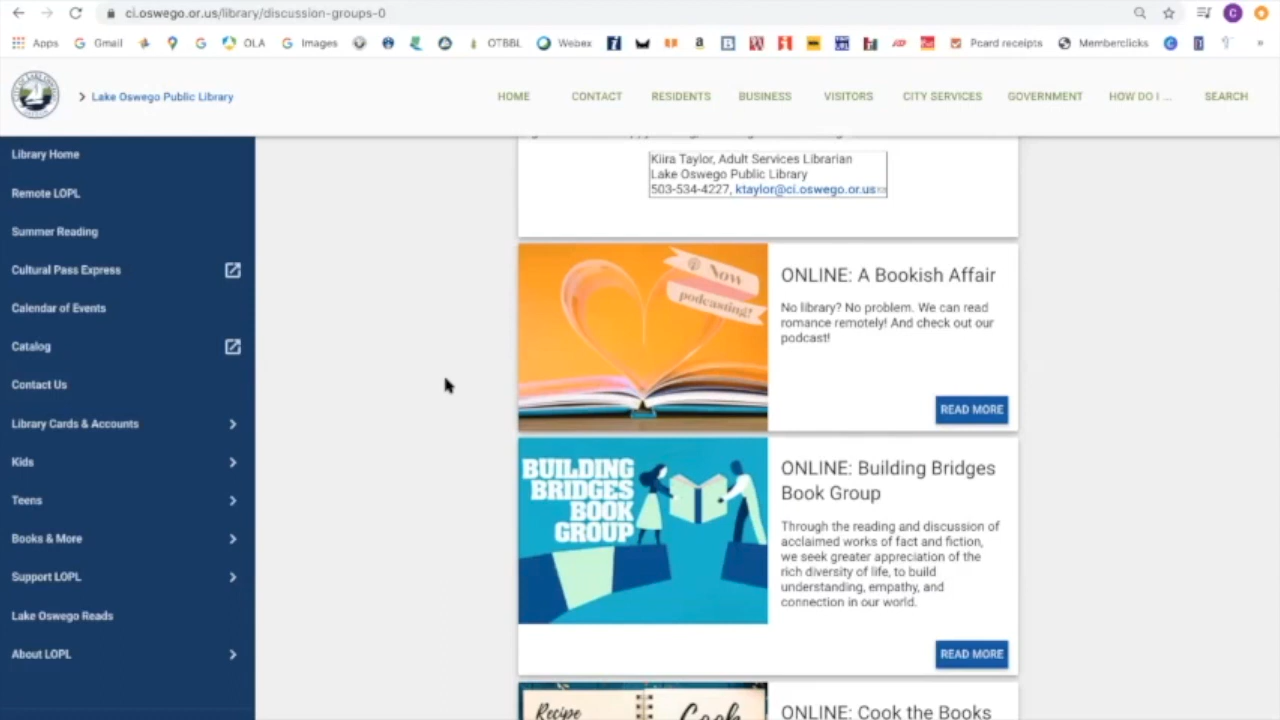 ci.oswego.or.us/library/discussion-groups-0
Apps
Gmail
OLA
Images
OTBBL
Webex
Pcard receipts
Memberclicks
Lake Oswego Public Library
HOME
CONTACT
RESIDENTS
BUSINESS
VISITORS
CITY SERVICES
GOVERNMENT
HOW DO I ...
SEARCH
Library Home
Remote LOPL
Summer Reading
Cultural Pass Express
Calendar of Events
Catalog
Contact Us
Library Cards & Accounts
Kids
Teens
Books & More
Support LOPL
Lake Oswego Reads
About LOPL
Kiira Taylor, Adult Services Librarian
Lake Oswego Public Library
503-534-4227, ktaylor@ci.oswego.or.us
Now
podcasting!
ONLINE: A Bookish Affair
No library? No problem. We can read
romance remotely! And check out our
podcast!
READ MORE
BUILDING
BRIDGES
BOOK
GROUP
ONLINE: Building Bridges
Book Group
Through the reading and discussion of
acclaimed works of fact and fiction,
we seek greater appreciation of the
rich diversity of life, to build
understanding, empathy, and
connection in our world.
READ MORE
Recipe
Cook
ONLINE: Cook the Books